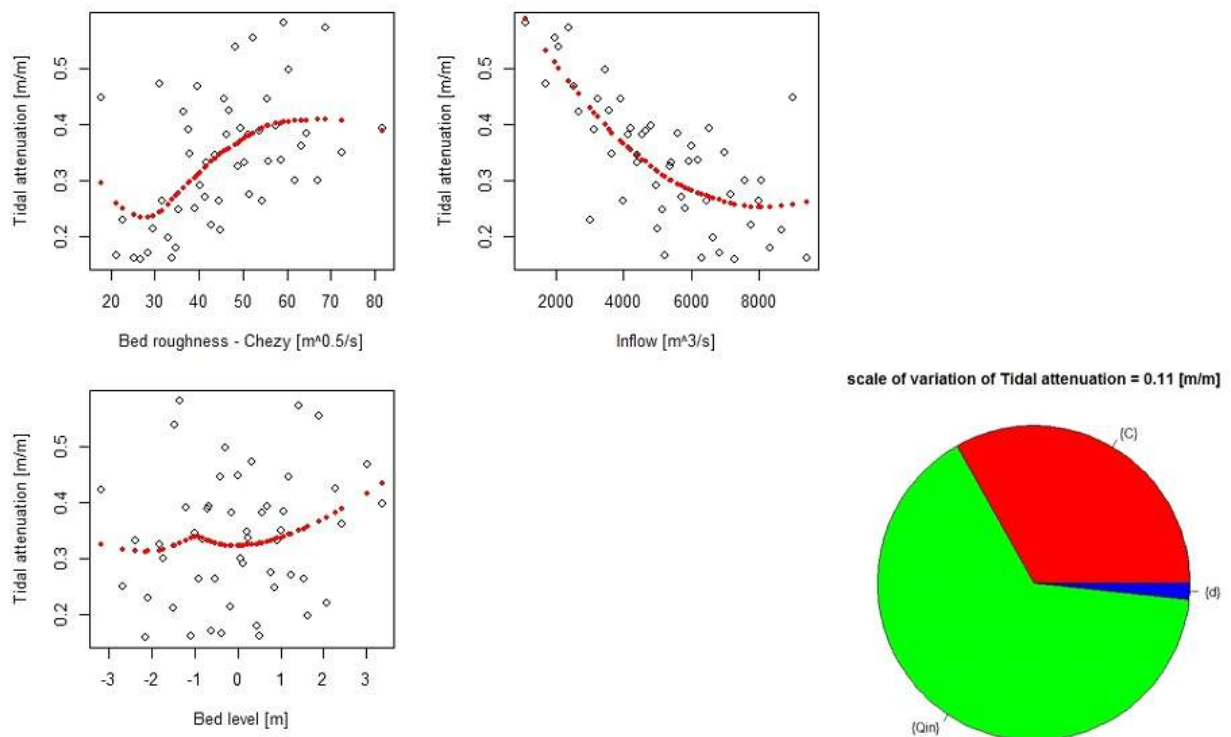 Tidal attenuation [m/m]
0.2 0.3 0.4 0.5
20 30 40 50 60 70 80
Bed roughness - Chezy [m^0.5/s]
Tidal attenuation [m/m]
0.2 0.3 0.4 0.5
2000 4000 6000 8000
Inflow [m^3/s]
Tidal attenuation [m/m]
0.2 0.3 0.4 0.5
-3 -2 -1 0 1 2 3
Bed level [m]
scale of variation of Tidal attenuation = 0.11 [m/m]
{C}
{d}
{Qin}